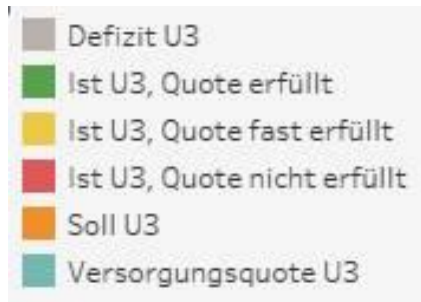 Defizit U3
Ist U3, Quote erfüllt
Ist U3, Quote fast erfüllt
Ist U3, Quote nicht erfüllt
Soll U3
Versorgungsquote U3